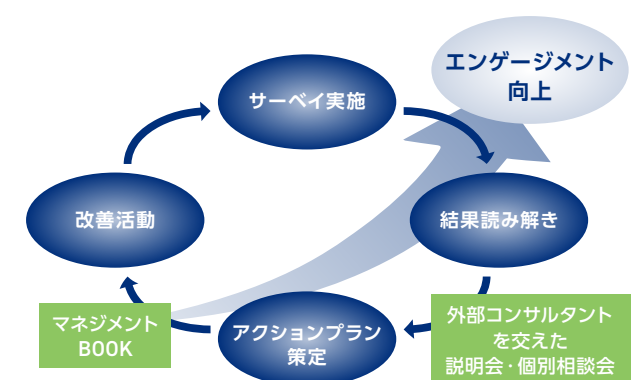 エンゲージメント
向上
サーベイ実施
改善活動
結果読み解き
マネジメント
BOOK
アクションプラン
策定
外部コンサルタント
を交えた
説明会・個別相談会